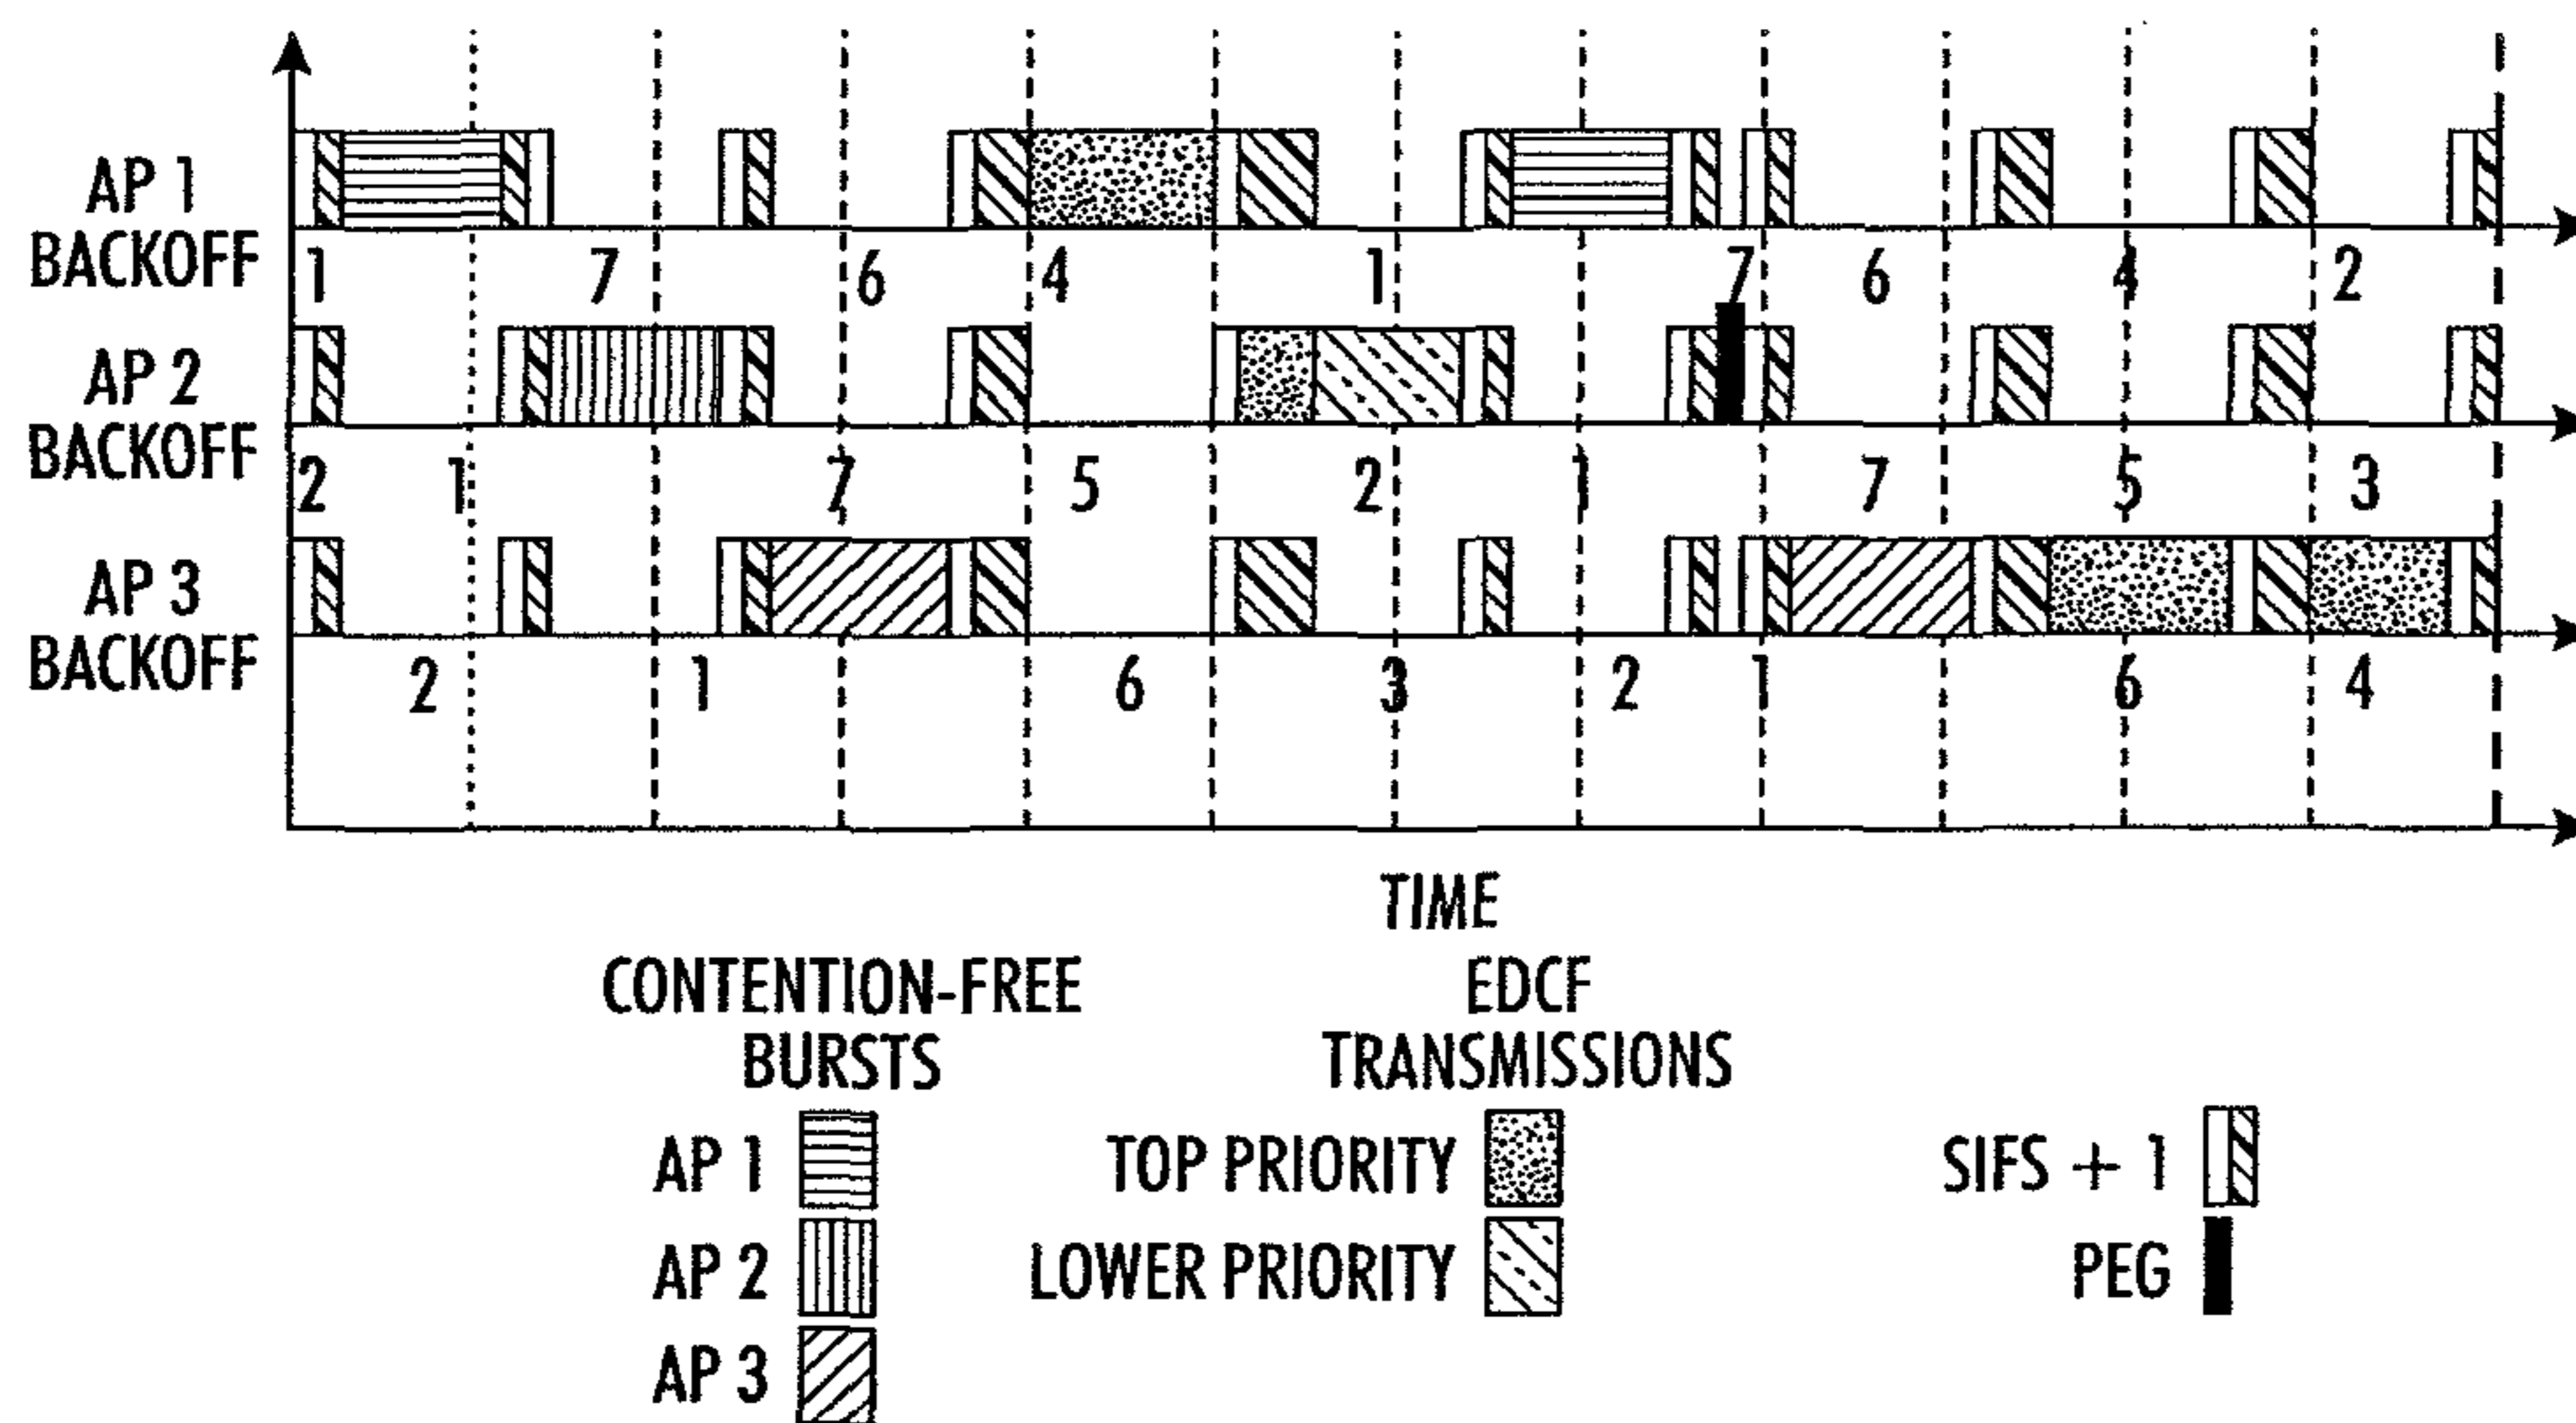 AP 1
BACKOFF
1 7 6 4 1 7 6 4 2
AP 2
BACKOFF
2 1 7 5 2 1 7 5 3
AP 3
BACKOFF
2 1 6 3 2 1 6 4
TIME
CONTENTION-FREE
BURSTS
AP 1
AP 2
AP 3
EDCF
TRANSMISSIONS
TOP PRIORITY
LOWER PRIORITY
SIFS + 1
PEG